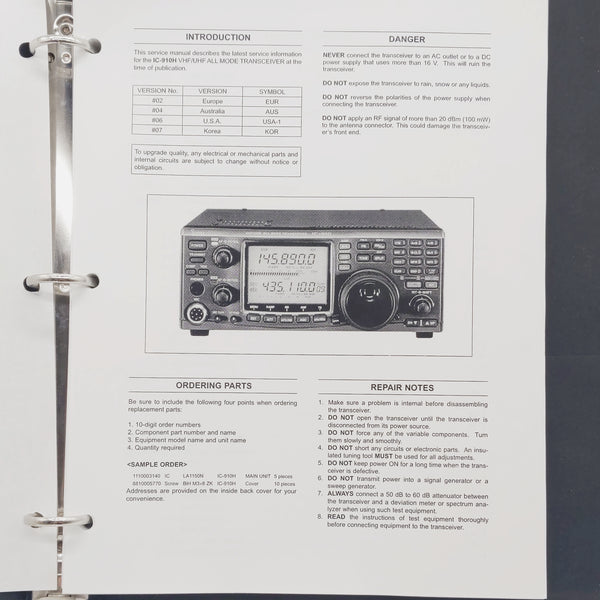 INTRODUCTION
This service manual describes the latest service information
for the IC-910H VHF/UHF ALL MODE TRANSCEIVER at the
time of publication.
VERSION No. VERSION SYMBOL
#02 Europe EUR
#04 Australia AUS
#06 U.S.A. USA-1
#07 Korea KOR
To upgrade quality, any electrical or mechanical parts and
internal circuits are subject to change without notice or
obligation.
DANGER
NEVER connect the transceiver to an AC outlet or to a DC
power supply that uses more than 16 V. This will ruin the
transceiver.
DO NOT expose the transceiver to rain, snow or any liquids.
DO NOT reverse the polarities of the power supply when
connecting the transceiver.
DO NOT apply an RF signal of more than 20 dBm (100 mW)
to the antenna connector. This could damage the transceiv-
er's front end.
145.890.0
435.110.0
ORDERING PARTS
Be sure to include the following four points when ordering
replacement parts:
1. 10-digit order numbers
2. Component part number and name
3. Equipment model name and unit name
4. Quantity required
<SAMPLE ORDER>
1110003140 IC LA1150N IC-910H MAIN UNIT 5 pieces
8810005770 Screw BiH M3×8 ZK IC-910H Cover 10 pieces
Addresses are provided on the inside back cover for your
convenience.
REPAIR NOTES
1. Make sure a problem is internal before disassembling
the transceiver.
2. DO NOT open the transceiver until the transceiver is
disconnected from its power source.
3. DO NOT force any of the variable components. Turn
them slowly and smoothly.
4. DO NOT short any circuits or electronic parts. An insu-
lated tuning tool MUST be used for all adjustments.
5. DO NOT keep power ON for a long time when the trans-
ceiver is defective.
6. DO NOT transmit power into a signal generator or a
sweep generator.
7. ALWAYS connect a 50 dB to 60 dB attenuator between
the transceiver and a deviation meter or spectrum ana-
lyzer when using such test equipment.
8. READ the instructions of test equipment thoroughly
before connecting equipment to the transceiver.